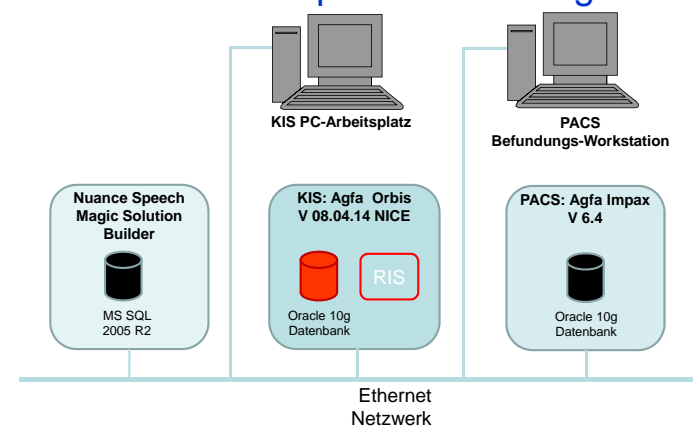 KIS PC-Arbeitsplatz
PACS
Befundungs-Workstation
Nuance Speech
Magic Solution
Builder
MS SQL
2005 R2
KIS: Agfa Orbis
V 08.04.14 NICE
RIS
Oracle 10g
Datenbank
PACS: Agfa Impax
V 6.4
Oracle 10g
Datenbank
Ethernet
Netzwerk